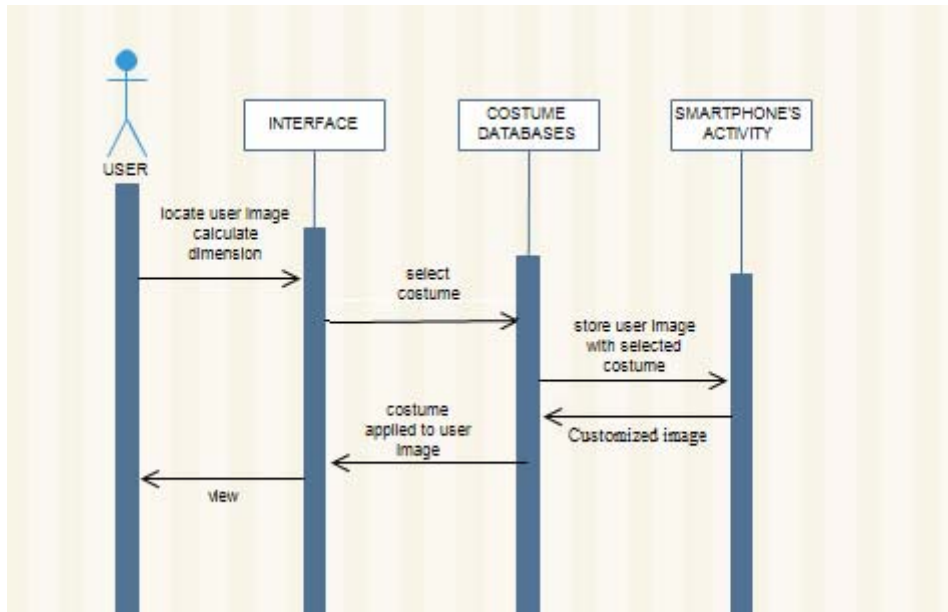 USER
INTERFACE
COSTUME
DATABASES
SMARTPHONE'S
ACTIVITY
locate user image
calculate
dimension
select
costume
store user image
with selected
costume
Customized image
costume
applied to user
image
view